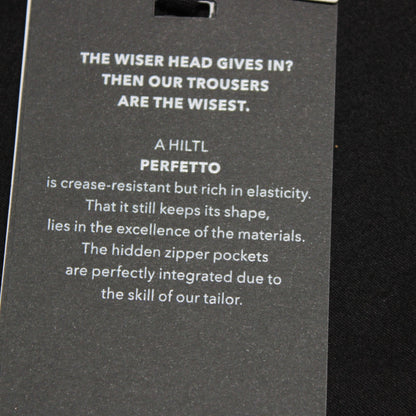 THE WISER HEAD GIVES IN?
THEN OUR TROUSERS
ARE THE WISEST.
A HILTL
PERFETTO
is crease-resistant but rich in elasticity.
That it still keeps its shape,
lies in the excellence of the materials.
The hidden zipper pockets
are perfectly integrated due to
the skill of our tailor.